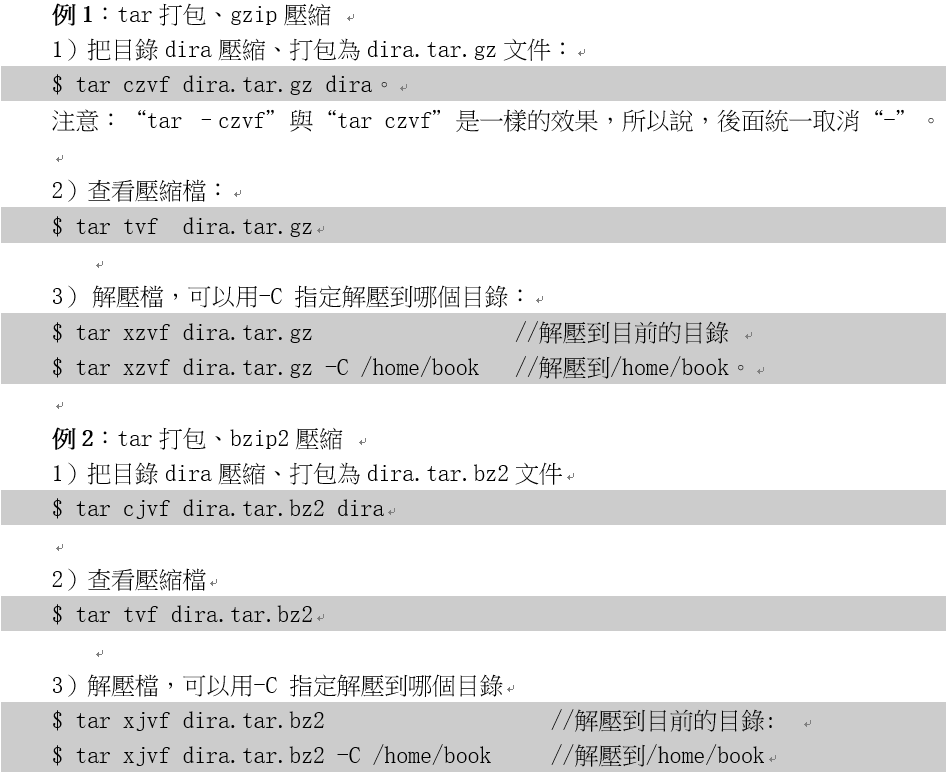 例 1：tar 打包、gzip 壓縮
1）把目錄 dira 壓縮、打包為 dira.tar.gz 文件：
$ tar czvf dira.tar.gz dira。
注意：“tar –czvf”與“tar czvf”是一樣的效果，所以說，後面統一取消“-”。
2）查看壓縮檔：
$ tar tvf  dira.tar.gz
3） 解壓檔，可以用-C 指定解壓到哪個目錄：
$ tar xzvf dira.tar.gz                 //解壓到目前的目錄
$ tar xzvf dira.tar.gz -C /home/book   //解壓到/home/book。
例 2：tar 打包、bzip2 壓縮
1）把目錄 dira 壓縮、打包為 dira.tar.bz2 文件
$ tar cjvf dira.tar.bz2 dira
2）查看壓縮檔
$ tar tvf dira.tar.bz2
3）解壓檔，可以用-C 指定解壓到哪個目錄
$ tar xjvf dira.tar.bz2                   //解壓到目前的目錄:
$ tar xjvf dira.tar.bz2 -C /home/book     //解壓到/home/book